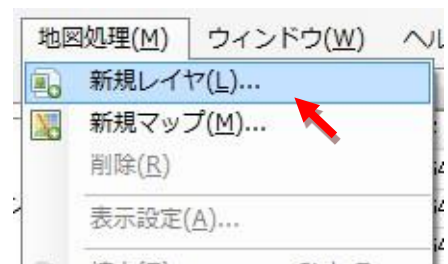 地図処理(M) ウィンドウ(W) ヘル
新規レイヤ(L)...
新規マップ(M)...
削除(R)
表示設定(A)...